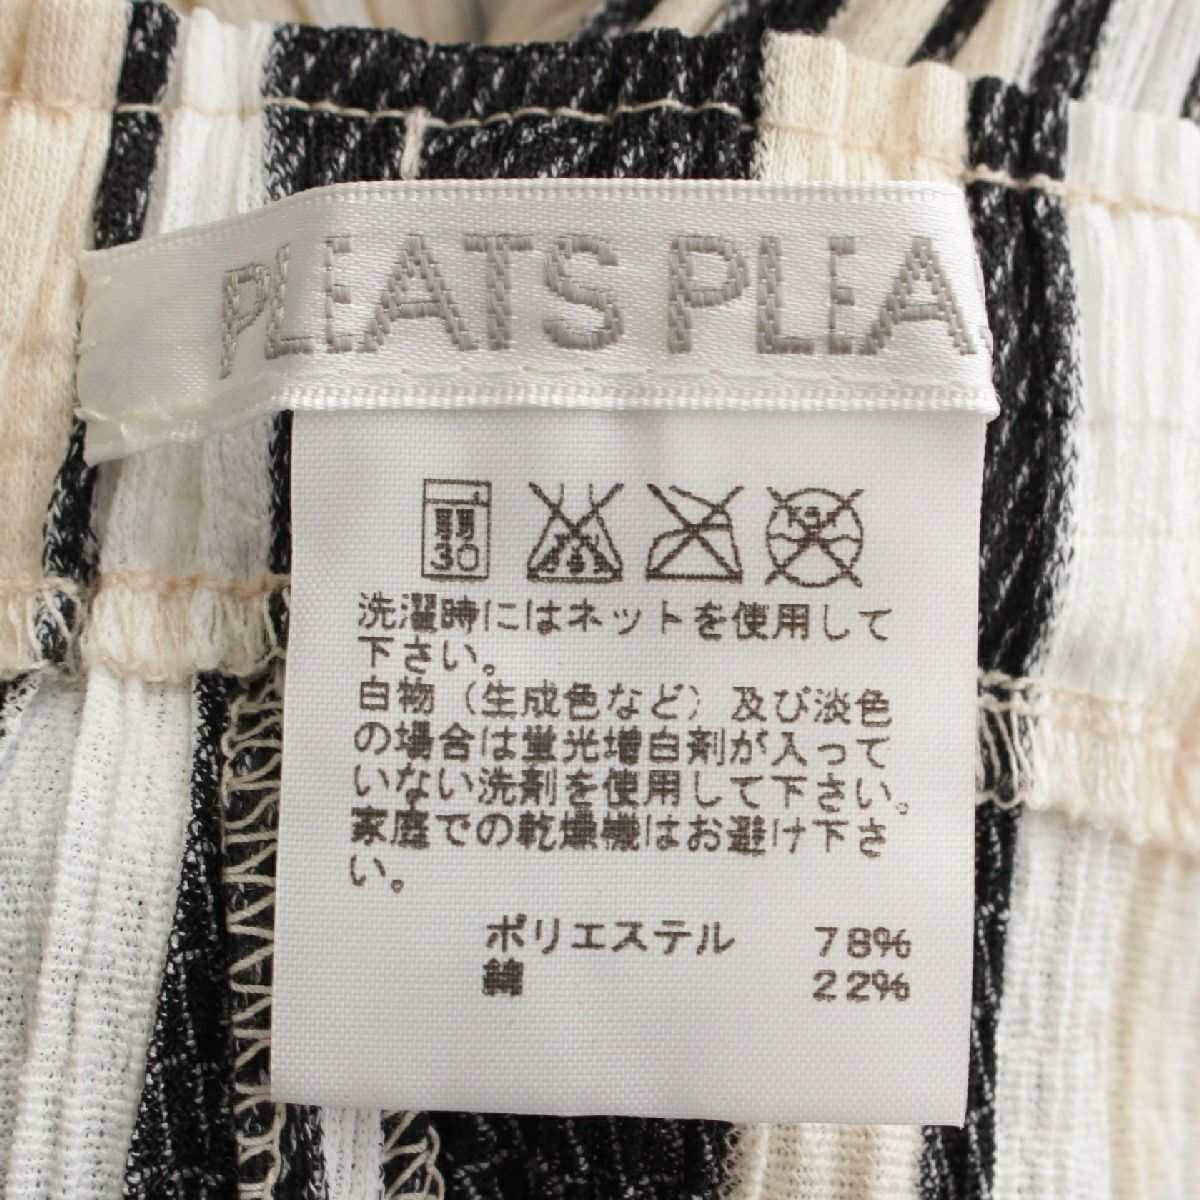 PLEATS PLEA
弱
30
洗濯時にはネットを使用して
下さい。
白物（生成色など）及び淡色
の場合は蛍光増白剤が入って
いない洗剤を使用して下さい。
家庭での乾燥機はお避け下さ
い。
ポリエステル 78%
綿 22%